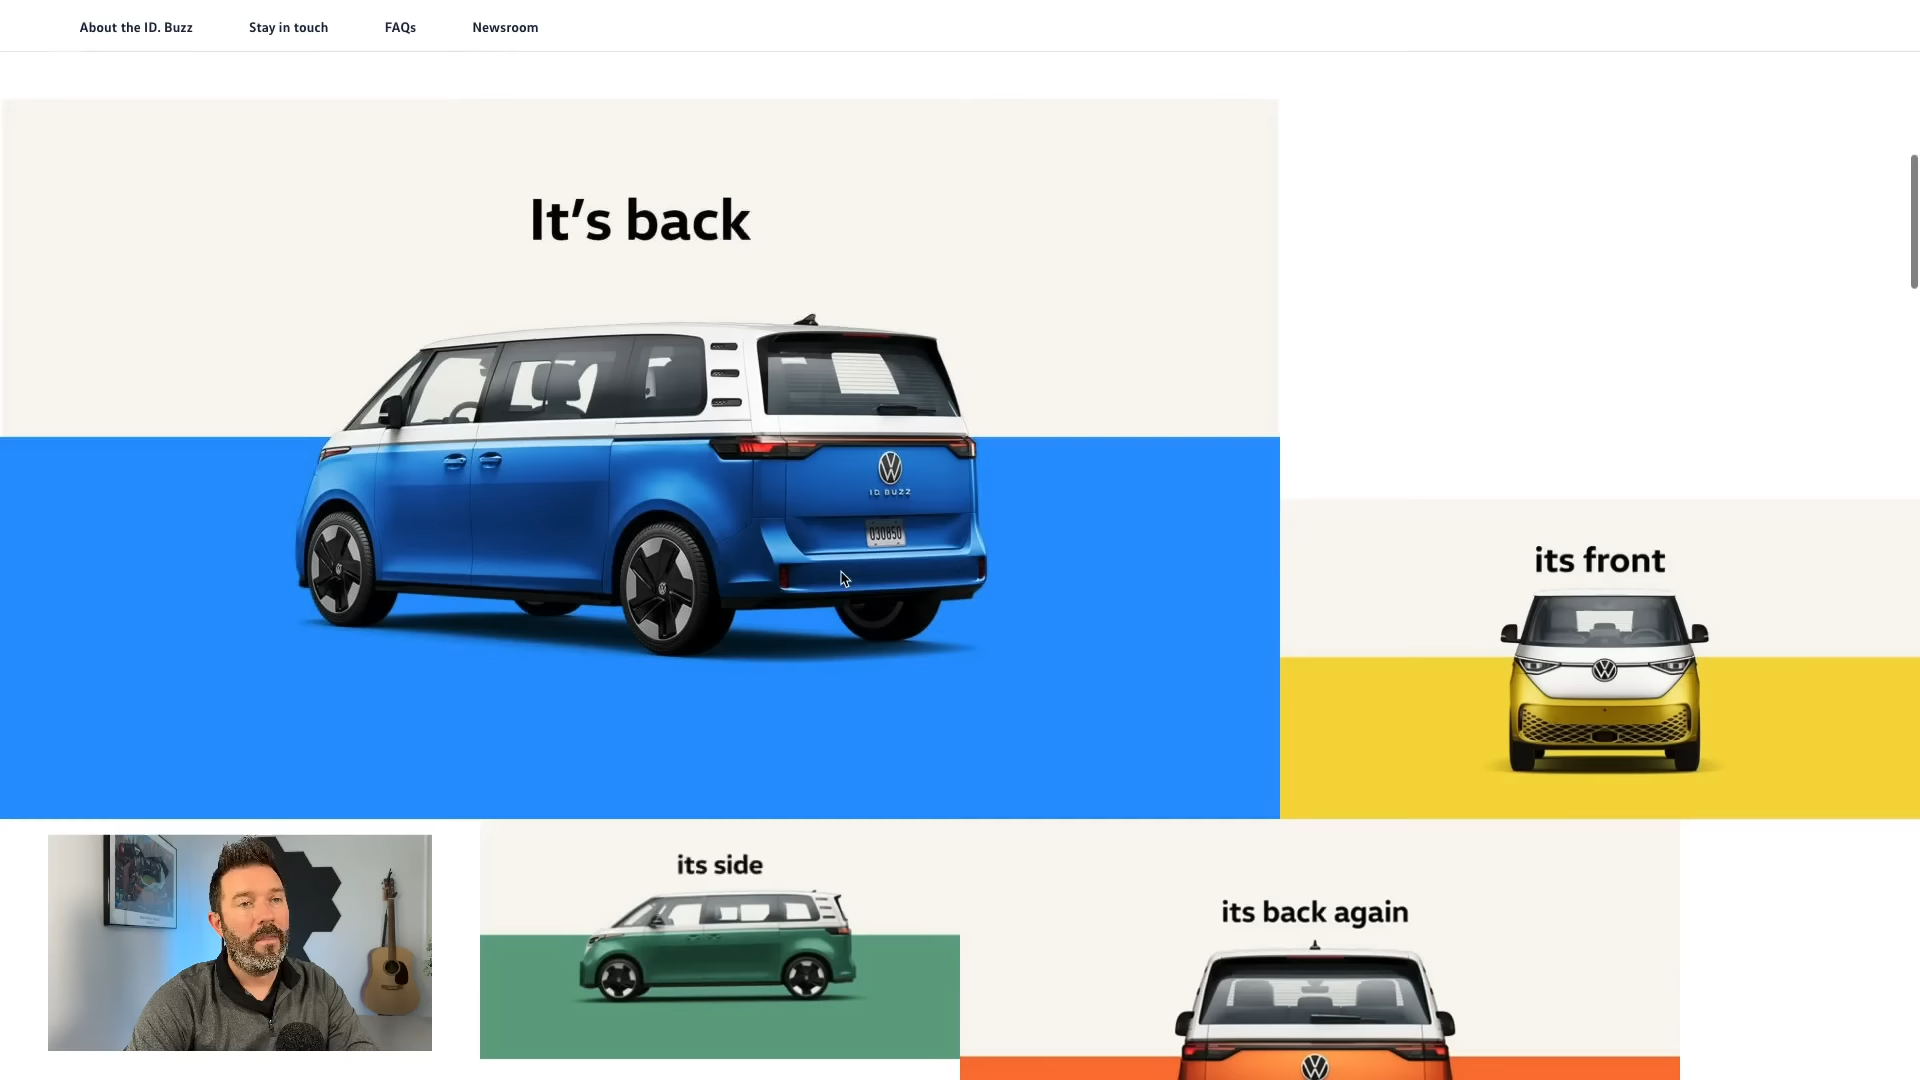 About the ID. Buzz
Stay in touch
FAQs
Newsroom
It’s back
ID. BUZZ
030850
its front
its side
its back again